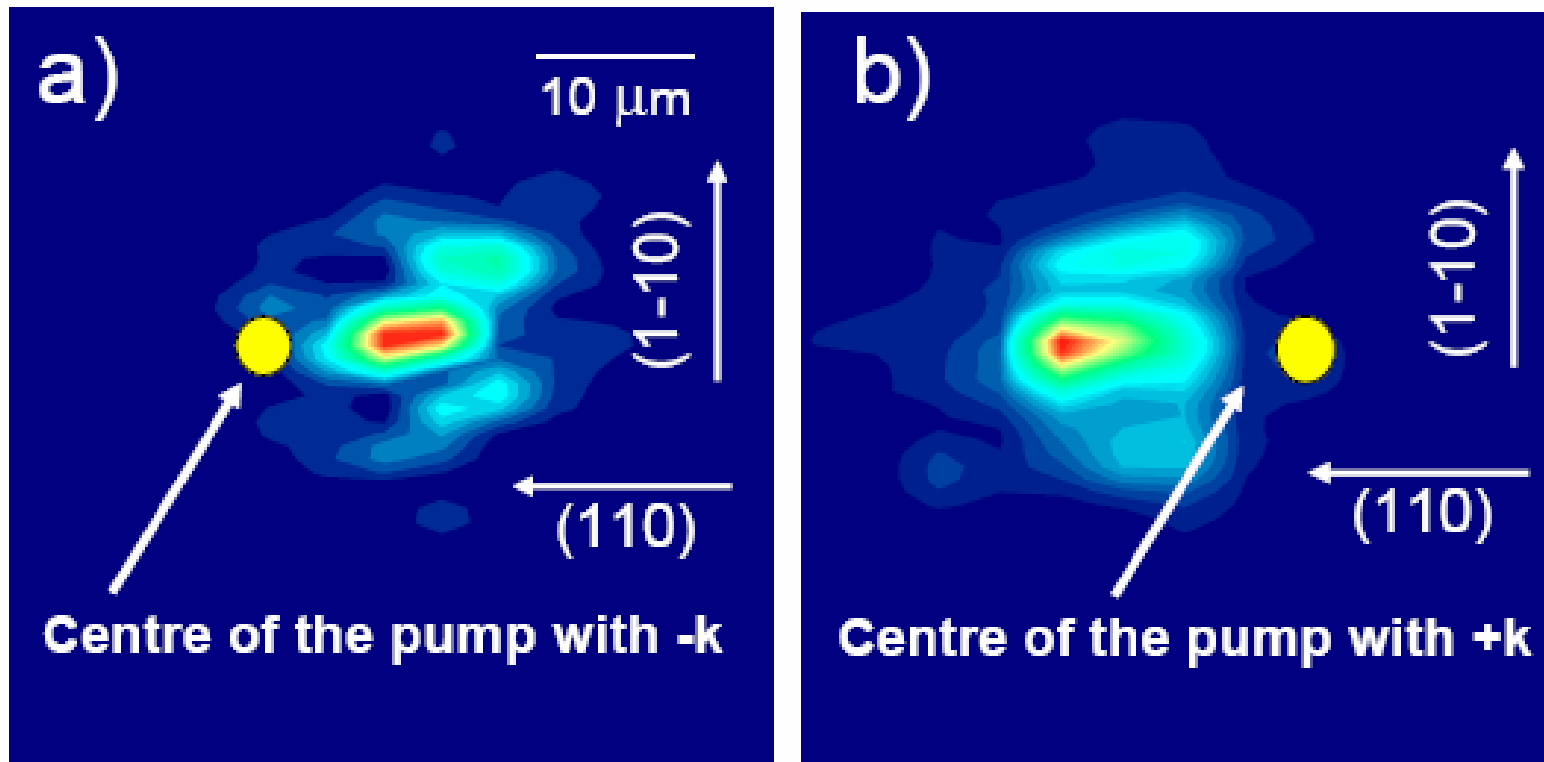 a)
10 μm
(1-10)
(110)
Centre of the pump with -k
b)
(1-10)
(110)
Centre of the pump with +k